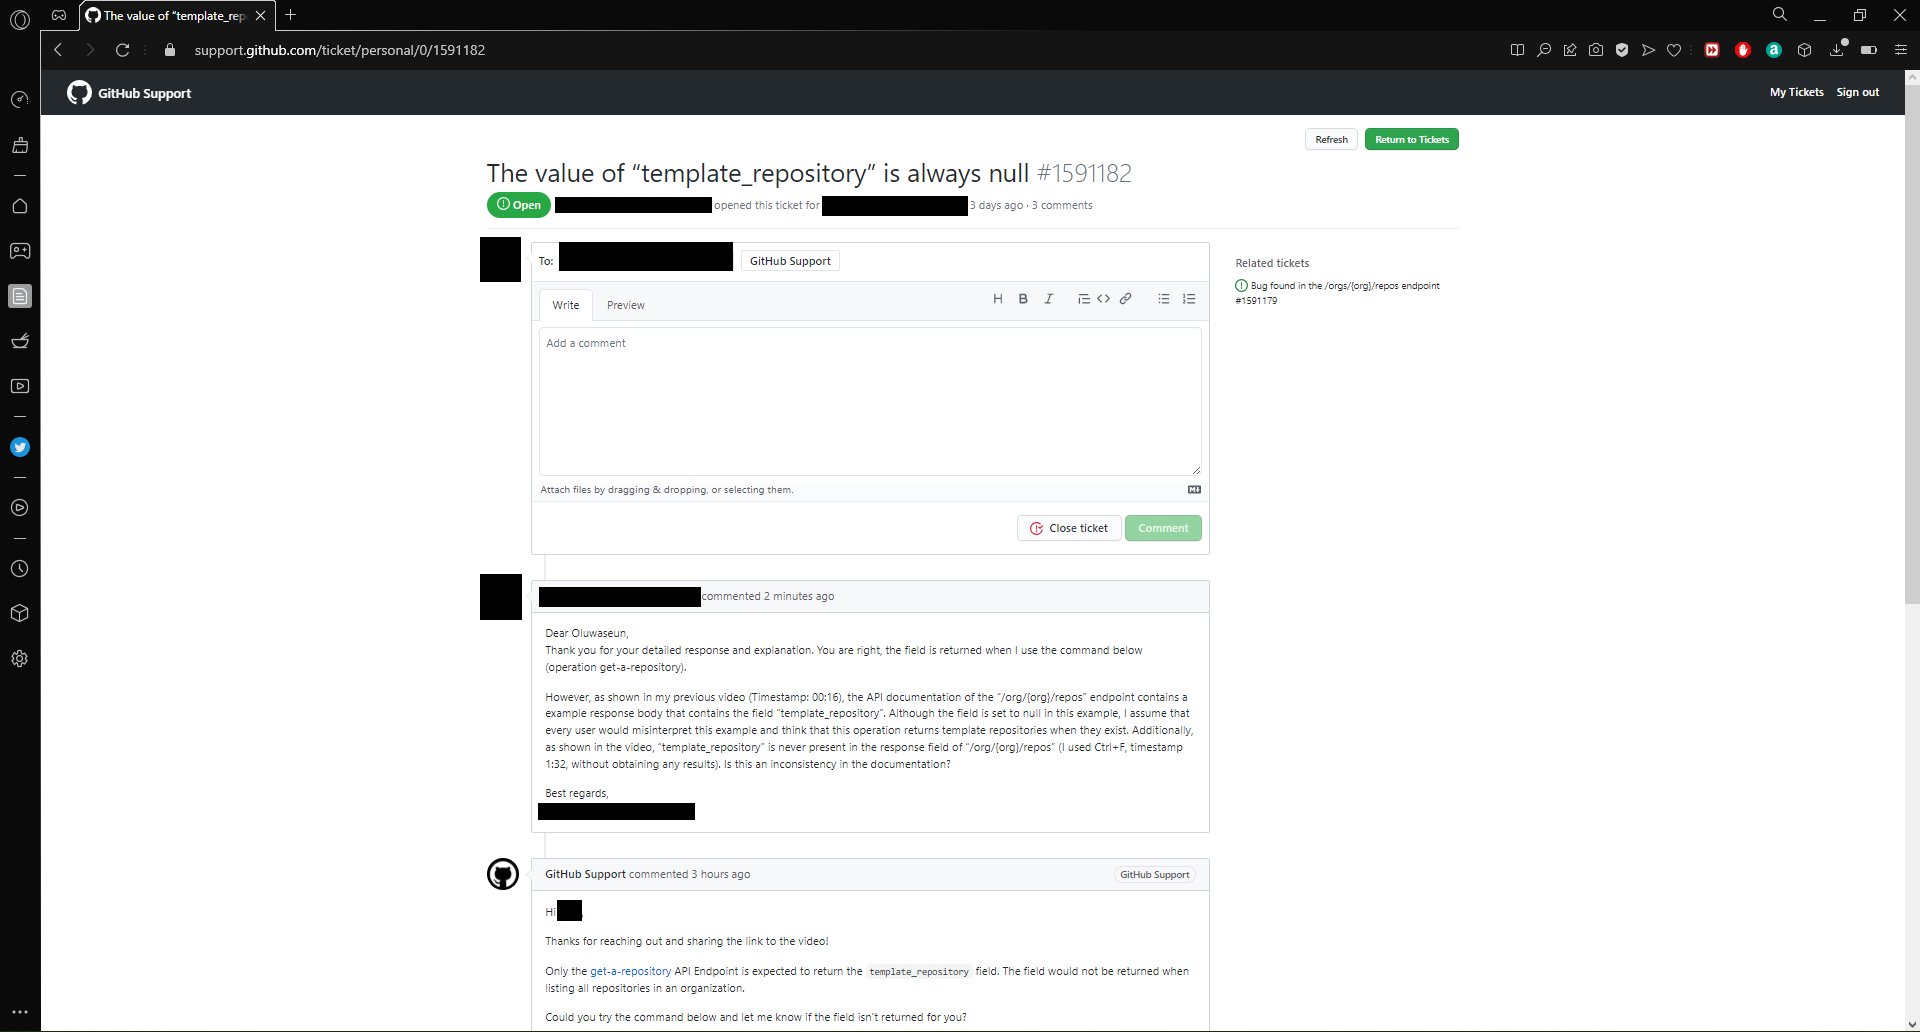 The value of “template_rep
support.github.com/ticket/personal/0/1591182
GitHub Support
My Tickets
Sign out
Refresh
Return to Tickets
The value of “template_repository” is always null #1591182
Open
opened this ticket for
3 days ago · 3 comments
To:
GitHub Support
Write
Preview
Add a comment
Attach files by dragging & dropping, or selecting them.
Close ticket
Comment
Related tickets
Bug found in the /orgs/{org}/repos endpoint
#1591179
commented 2 minutes ago
Dear Oluwaseun,
Thank you for your detailed response and explanation. You are right, the field is returned when I use the command below
(operation get-a-repository).
However, as shown in my previous video (Timestamp: 00:16), the API documentation of the “/org/{org}/repos” endpoint contains a
example response body that contains the field “template_repository”. Although the field is set to null in this example, I assume that
every user would misinterpret this example and think that this operation returns template repositories when they exist. Additionally,
as shown in the video, “template_repository” is never present in the response field of “/org/{org}/repos” (I used Ctrl+F, timestamp
1:32, without obtaining any results). Is this an inconsistency in the documentation?
Best regards,
GitHub Support commented 3 hours ago
GitHub Support
Hi
Thanks for reaching out and sharing the link to the video!
Only the get-a-repository API Endpoint is expected to return the template_repository field. The field would not be returned when
listing all repositories in an organization.
Could you try the command below and let me know if the field isn’t returned for you?